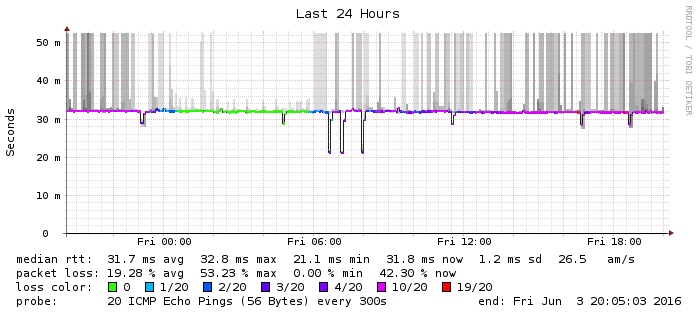 Last 24 Hours
RRDTOOL / TOBI OETIKER
Seconds
50 m
40 m
30 m
20 m
10 m
0
Fri 00:00 Fri 06:00 Fri 12:00 Fri 18:00
median rtt: 31.7 ms avg 32.8 ms max 21.1 ms min 31.8 ms now 1.2 ms sd 26.5 am/s
packet loss: 19.28 % avg 53.23 % max 0.00 % min 42.30 % now
loss color: 0 1/20 2/20 3/20 4/20 10/20 19/20
probe: 20 ICMP Echo Pings (56 Bytes) every 300s end: Fri Jun 3 20:05:03 2016